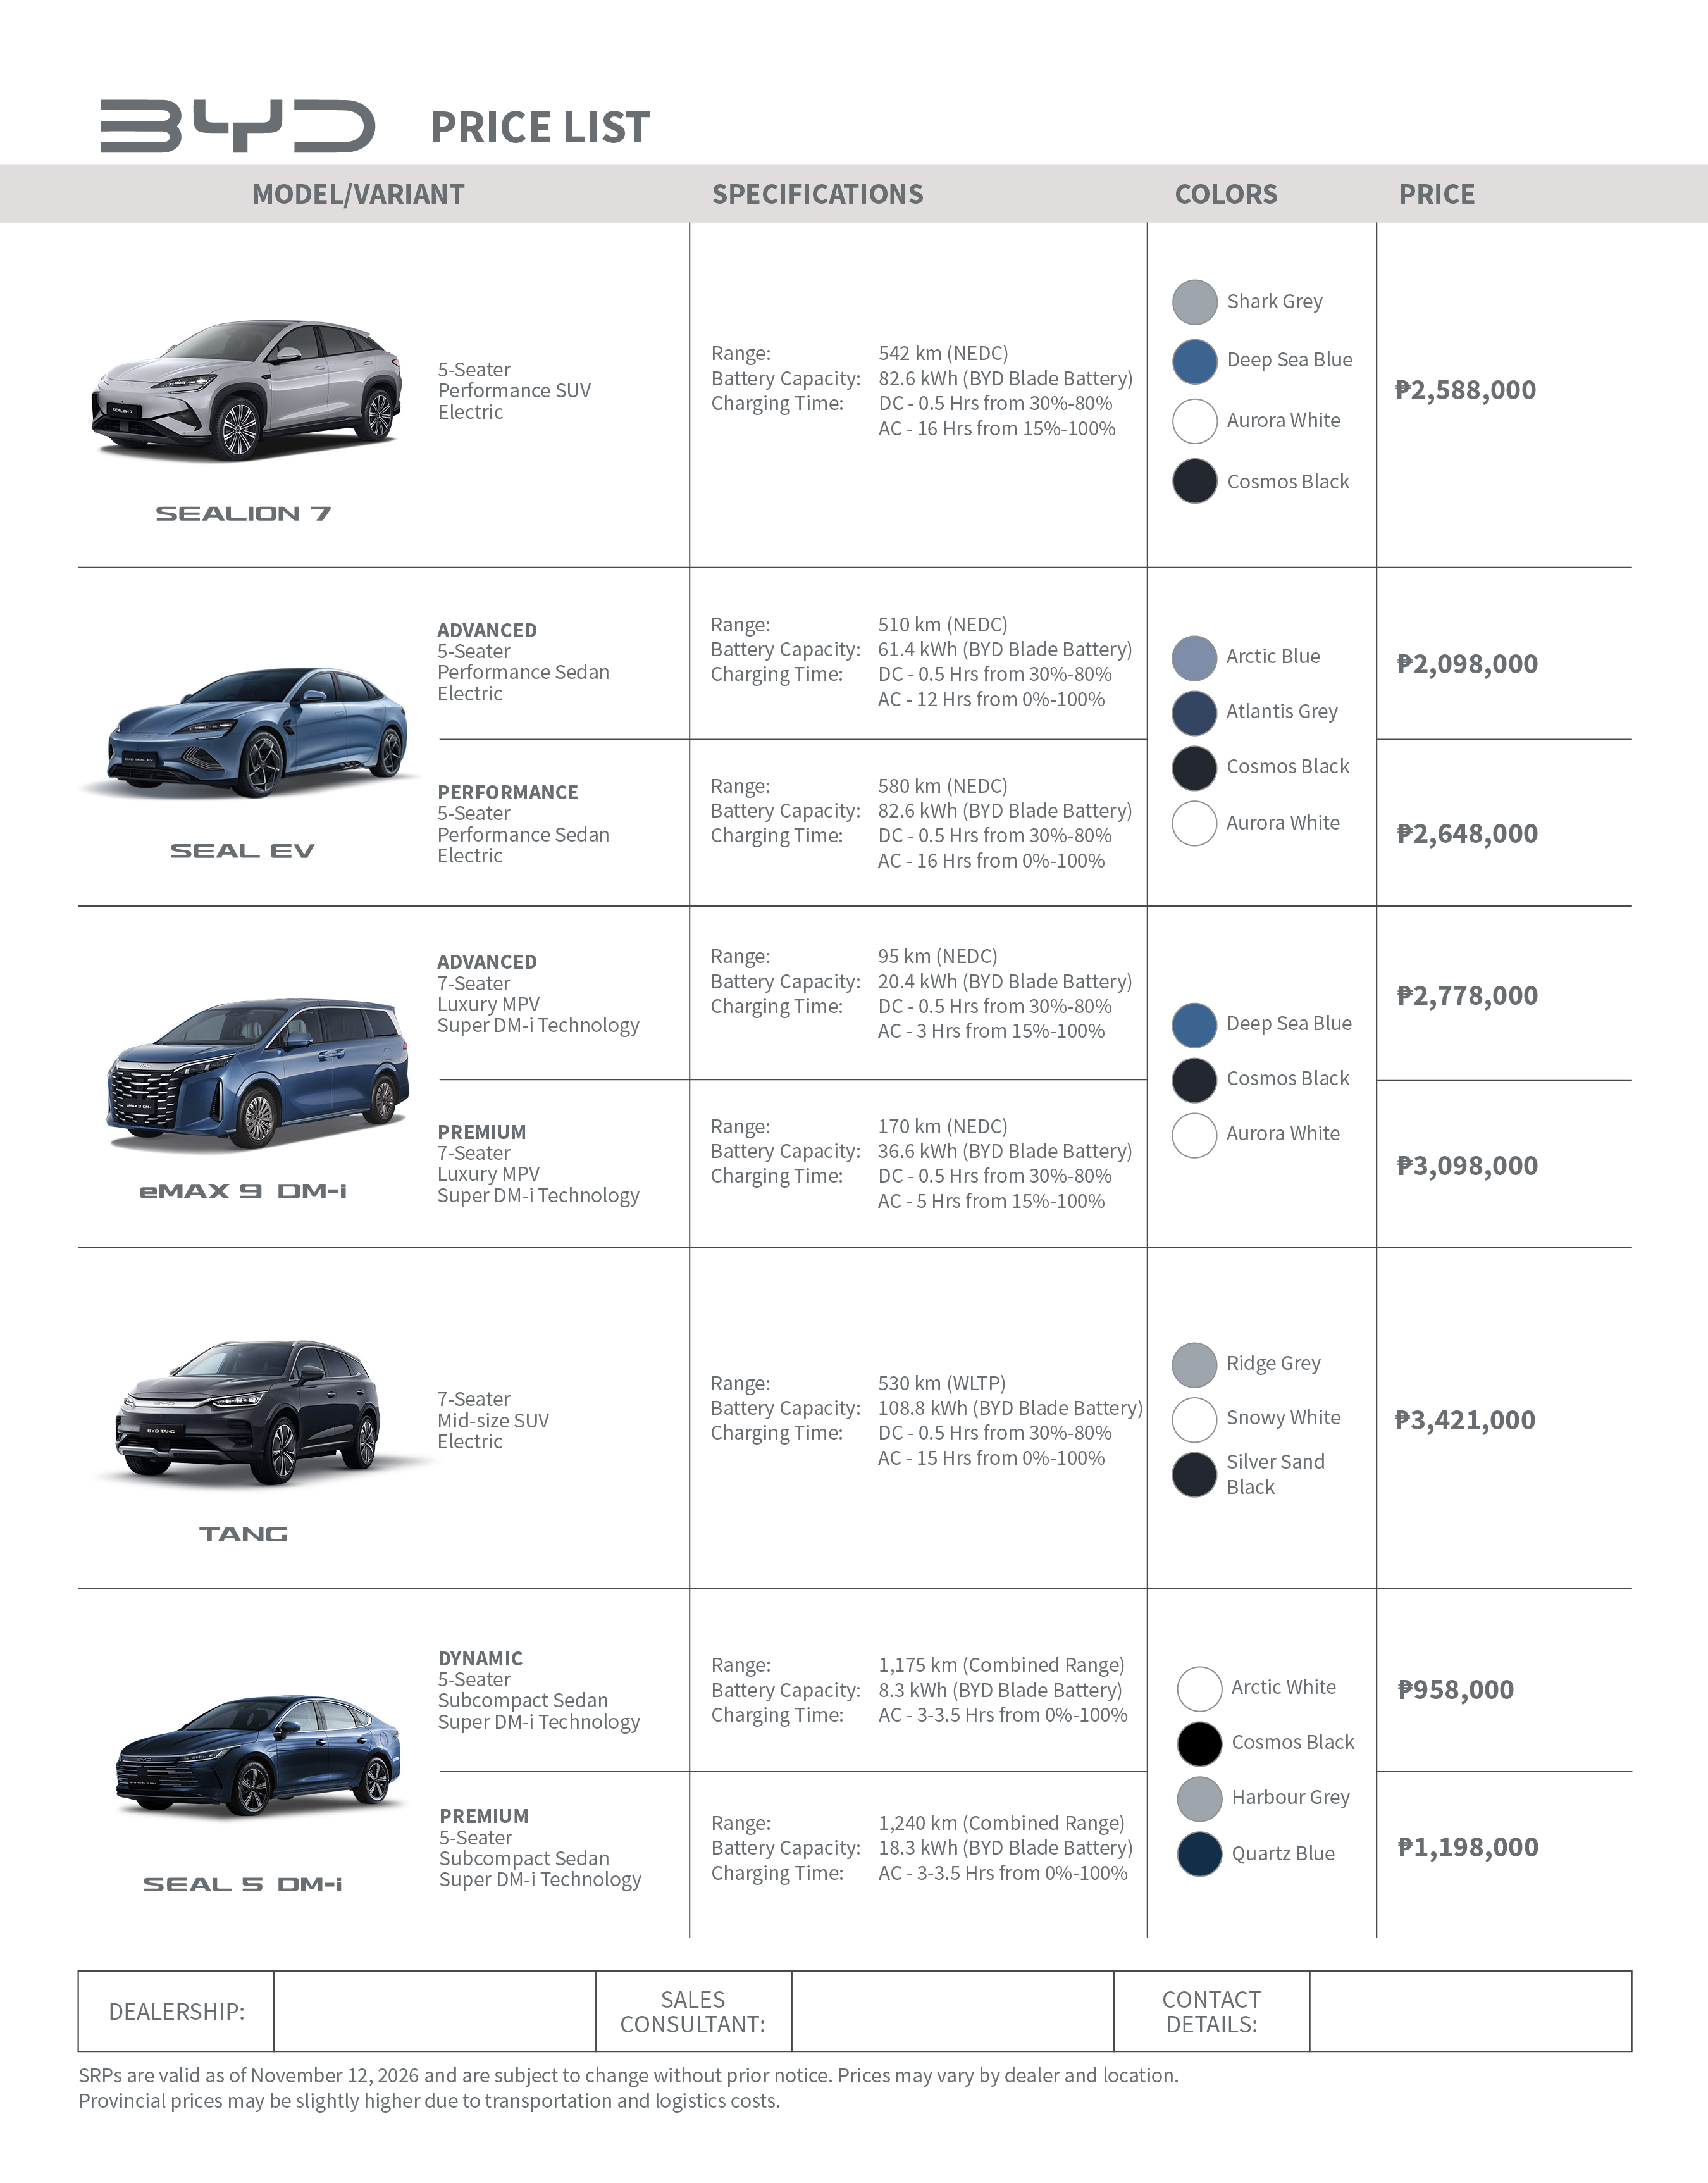 BYD PRICE LIST
MODEL/VARIANT SPECIFICATIONS COLORS PRICE
SEALION 7
5-Seater
Performance SUV
Electric
Range: 542 km (NEDC)
Battery Capacity: 82.6 kWh (BYD Blade Battery)
Charging Time: DC - 0.5 Hrs from 30%-80%
AC - 16 Hrs from 15%-100%
Shark Grey
Deep Sea Blue
Aurora White
Cosmos Black
₱2,588,000
SEALION 7
BYD SEAL EV
SEAL EV
ADVANCED
5-Seater
Performance Sedan
Electric
Range: 510 km (NEDC)
Battery Capacity: 61.4 kWh (BYD Blade Battery)
Charging Time: DC - 0.5 Hrs from 30%-80%
AC - 12 Hrs from 0%-100%
₱2,098,000
PERFORMANCE
5-Seater
Performance Sedan
Electric
Range: 580 km (NEDC)
Battery Capacity: 82.6 kWh (BYD Blade Battery)
Charging Time: DC - 0.5 Hrs from 30%-80%
AC - 16 Hrs from 0%-100%
Arctic Blue
Atlantis Grey
Cosmos Black
Aurora White
₱2,648,000
eMAX 9 DM-i
eMAX 9 DM-i
ADVANCED
7-Seater
Luxury MPV
Super DM-i Technology
Range: 95 km (NEDC)
Battery Capacity: 20.4 kWh (BYD Blade Battery)
Charging Time: DC - 0.5 Hrs from 30%-80%
AC - 3 Hrs from 15%-100%
₱2,778,000
PREMIUM
7-Seater
Luxury MPV
Super DM-i Technology
Range: 170 km (NEDC)
Battery Capacity: 36.6 kWh (BYD Blade Battery)
Charging Time: DC - 0.5 Hrs from 30%-80%
AC - 5 Hrs from 15%-100%
Deep Sea Blue
Cosmos Black
Aurora White
₱3,098,000
BYD
BYD TANG
TANG
7-Seater
Mid-size SUV
Electric
Range: 530 km (WLTP)
Battery Capacity: 108.8 kWh (BYD Blade Battery)
Charging Time: DC - 0.5 Hrs from 30%-80%
AC - 15 Hrs from 0%-100%
Ridge Grey
Snowy White
Silver Sand
Black
₱3,421,000
BYD
SEAL 5 DM-i
DYNAMIC
5-Seater
Subcompact Sedan
Super DM-i Technology
Range: 1,175 km (Combined Range)
Battery Capacity: 8.3 kWh (BYD Blade Battery)
Charging Time: AC - 3-3.5 Hrs from 0%-100%
₱958,000
PREMIUM
5-Seater
Subcompact Sedan
Super DM-i Technology
Range: 1,240 km (Combined Range)
Battery Capacity: 18.3 kWh (BYD Blade Battery)
Charging Time: AC - 3-3.5 Hrs from 0%-100%
Arctic White
Cosmos Black
Harbour Grey
Quartz Blue
₱1,198,000
DEALERSHIP:
SALES
CONSULTANT:
CONTACT
DETAILS:
SRPs are valid as of November 12, 2026 and are subject to change without prior notice. Prices may vary by dealer and location.
Provincial prices may be slightly higher due to transportation and logistics costs.